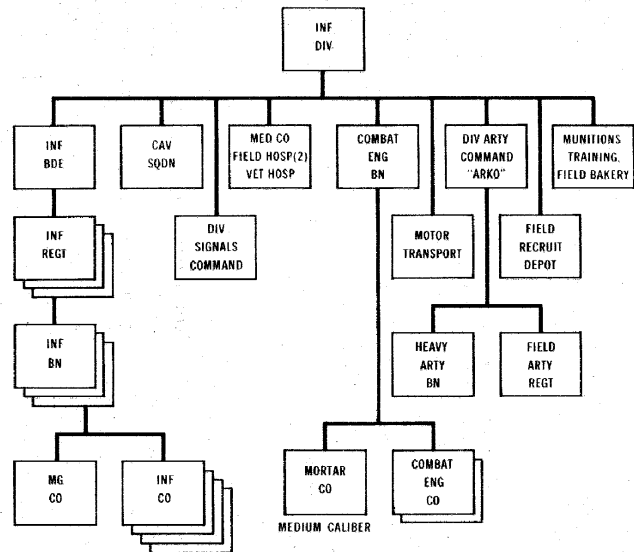 INF
DIV
INF
BDE
CAV
SQDN
MED CO
FIELD HOSP(2)
VET HOSP
COMBAT
ENG
BN
DIV ARTY
COMMAND
"ARKO"
MUNITIONS
TRAINING,
FIELD BAKERY
INF
REGT
DIV
SIGNALS
COMMAND
MOTOR
TRANSPORT
FIELD
RECRUIT
DEPOT
INF
BN
HEAVY
ARTY
BN
FIELD
ARTY
REGT
MG
CO
INF
CO
MORTAR
CO
COMBAT
ENG
CO
MEDIUM CALIBER